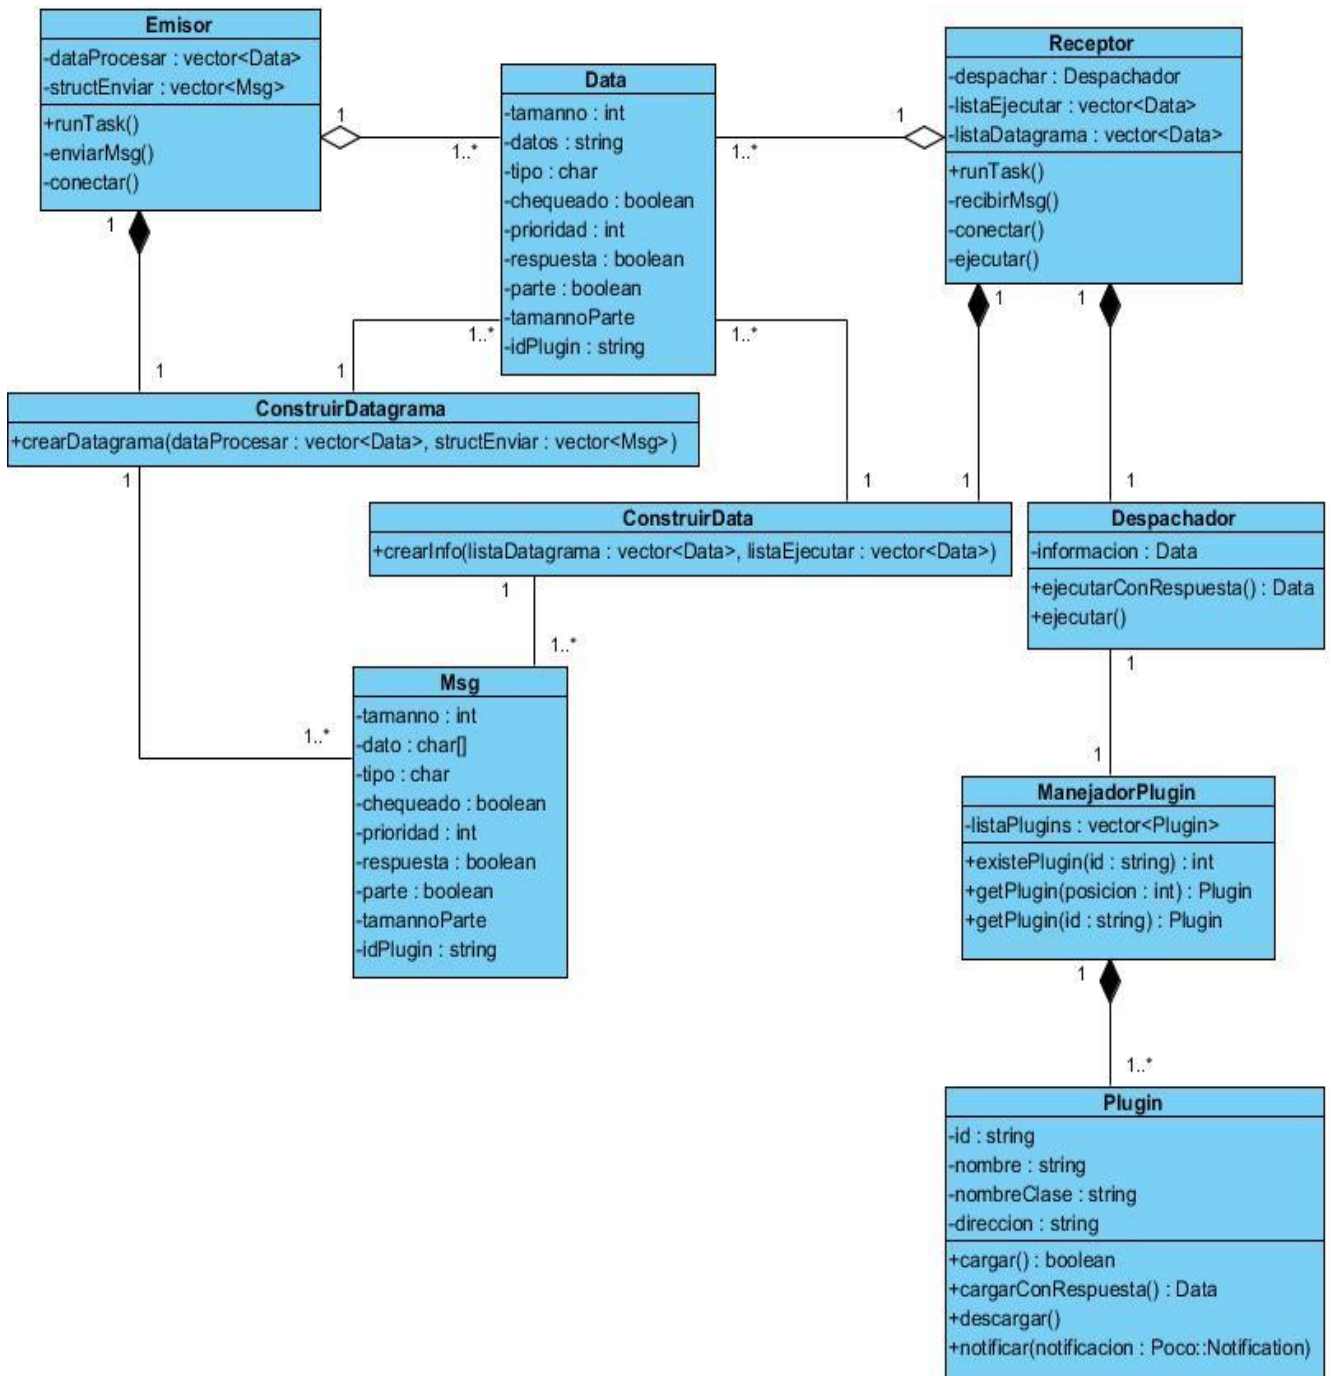 Emisor
-dataProcesar : vector<Data>
-structEnviar : vector<Msg>
+runTask()
-enviarMsg()
-conectar()
1
1..*
1
Data
-tamanno : int
-datos : string
-tipo : char
-chequeado : boolean
-prioridad : int
-respuesta : boolean
-parte : boolean
-tamannoParte
-idPlugin : string
1
1..*
Receptor
-despachar : Despachador
-listaEjecutar : vector<Data>
-listaDatagrama : vector<Data>
+runTask()
-recibirMsg()
-conectar()
-ejecutar()
1
1
1..*
1..*
1
1
ConstruirDatagrama
+crearDatagrama(dataProcesar : vector<Data>, structEnviar : vector<Msg>)
1
1
1
1
ConstruirData
+crearInfo(listaDatagrama : vector<Data>, listaEjecutar : vector<Data>)
1
1..*
Despachador
-informacion : Data
+ejecutarConRespuesta() : Data
+ejecutar()
1
1..*
Msg
-tamanno : int
-dato : char[]
-tipo : char
-chequeado : boolean
-prioridad : int
-respuesta : boolean
-parte : boolean
-tamannoParte
-idPlugin : string
1
ManejadorPlugin
-listaPlugins : vector<Plugin>
+existePlugin(id : string) : int
+getPlugin(posicion : int) : Plugin
+getPlugin(id : string) : Plugin
1
1..*
Plugin
-id : string
-nombre : string
-nombreClase : string
-direccion : string
+cargar() : boolean
+cargarConRespuesta() : Data
+descargar()
+notificar(notificacion : Poco::Notification)